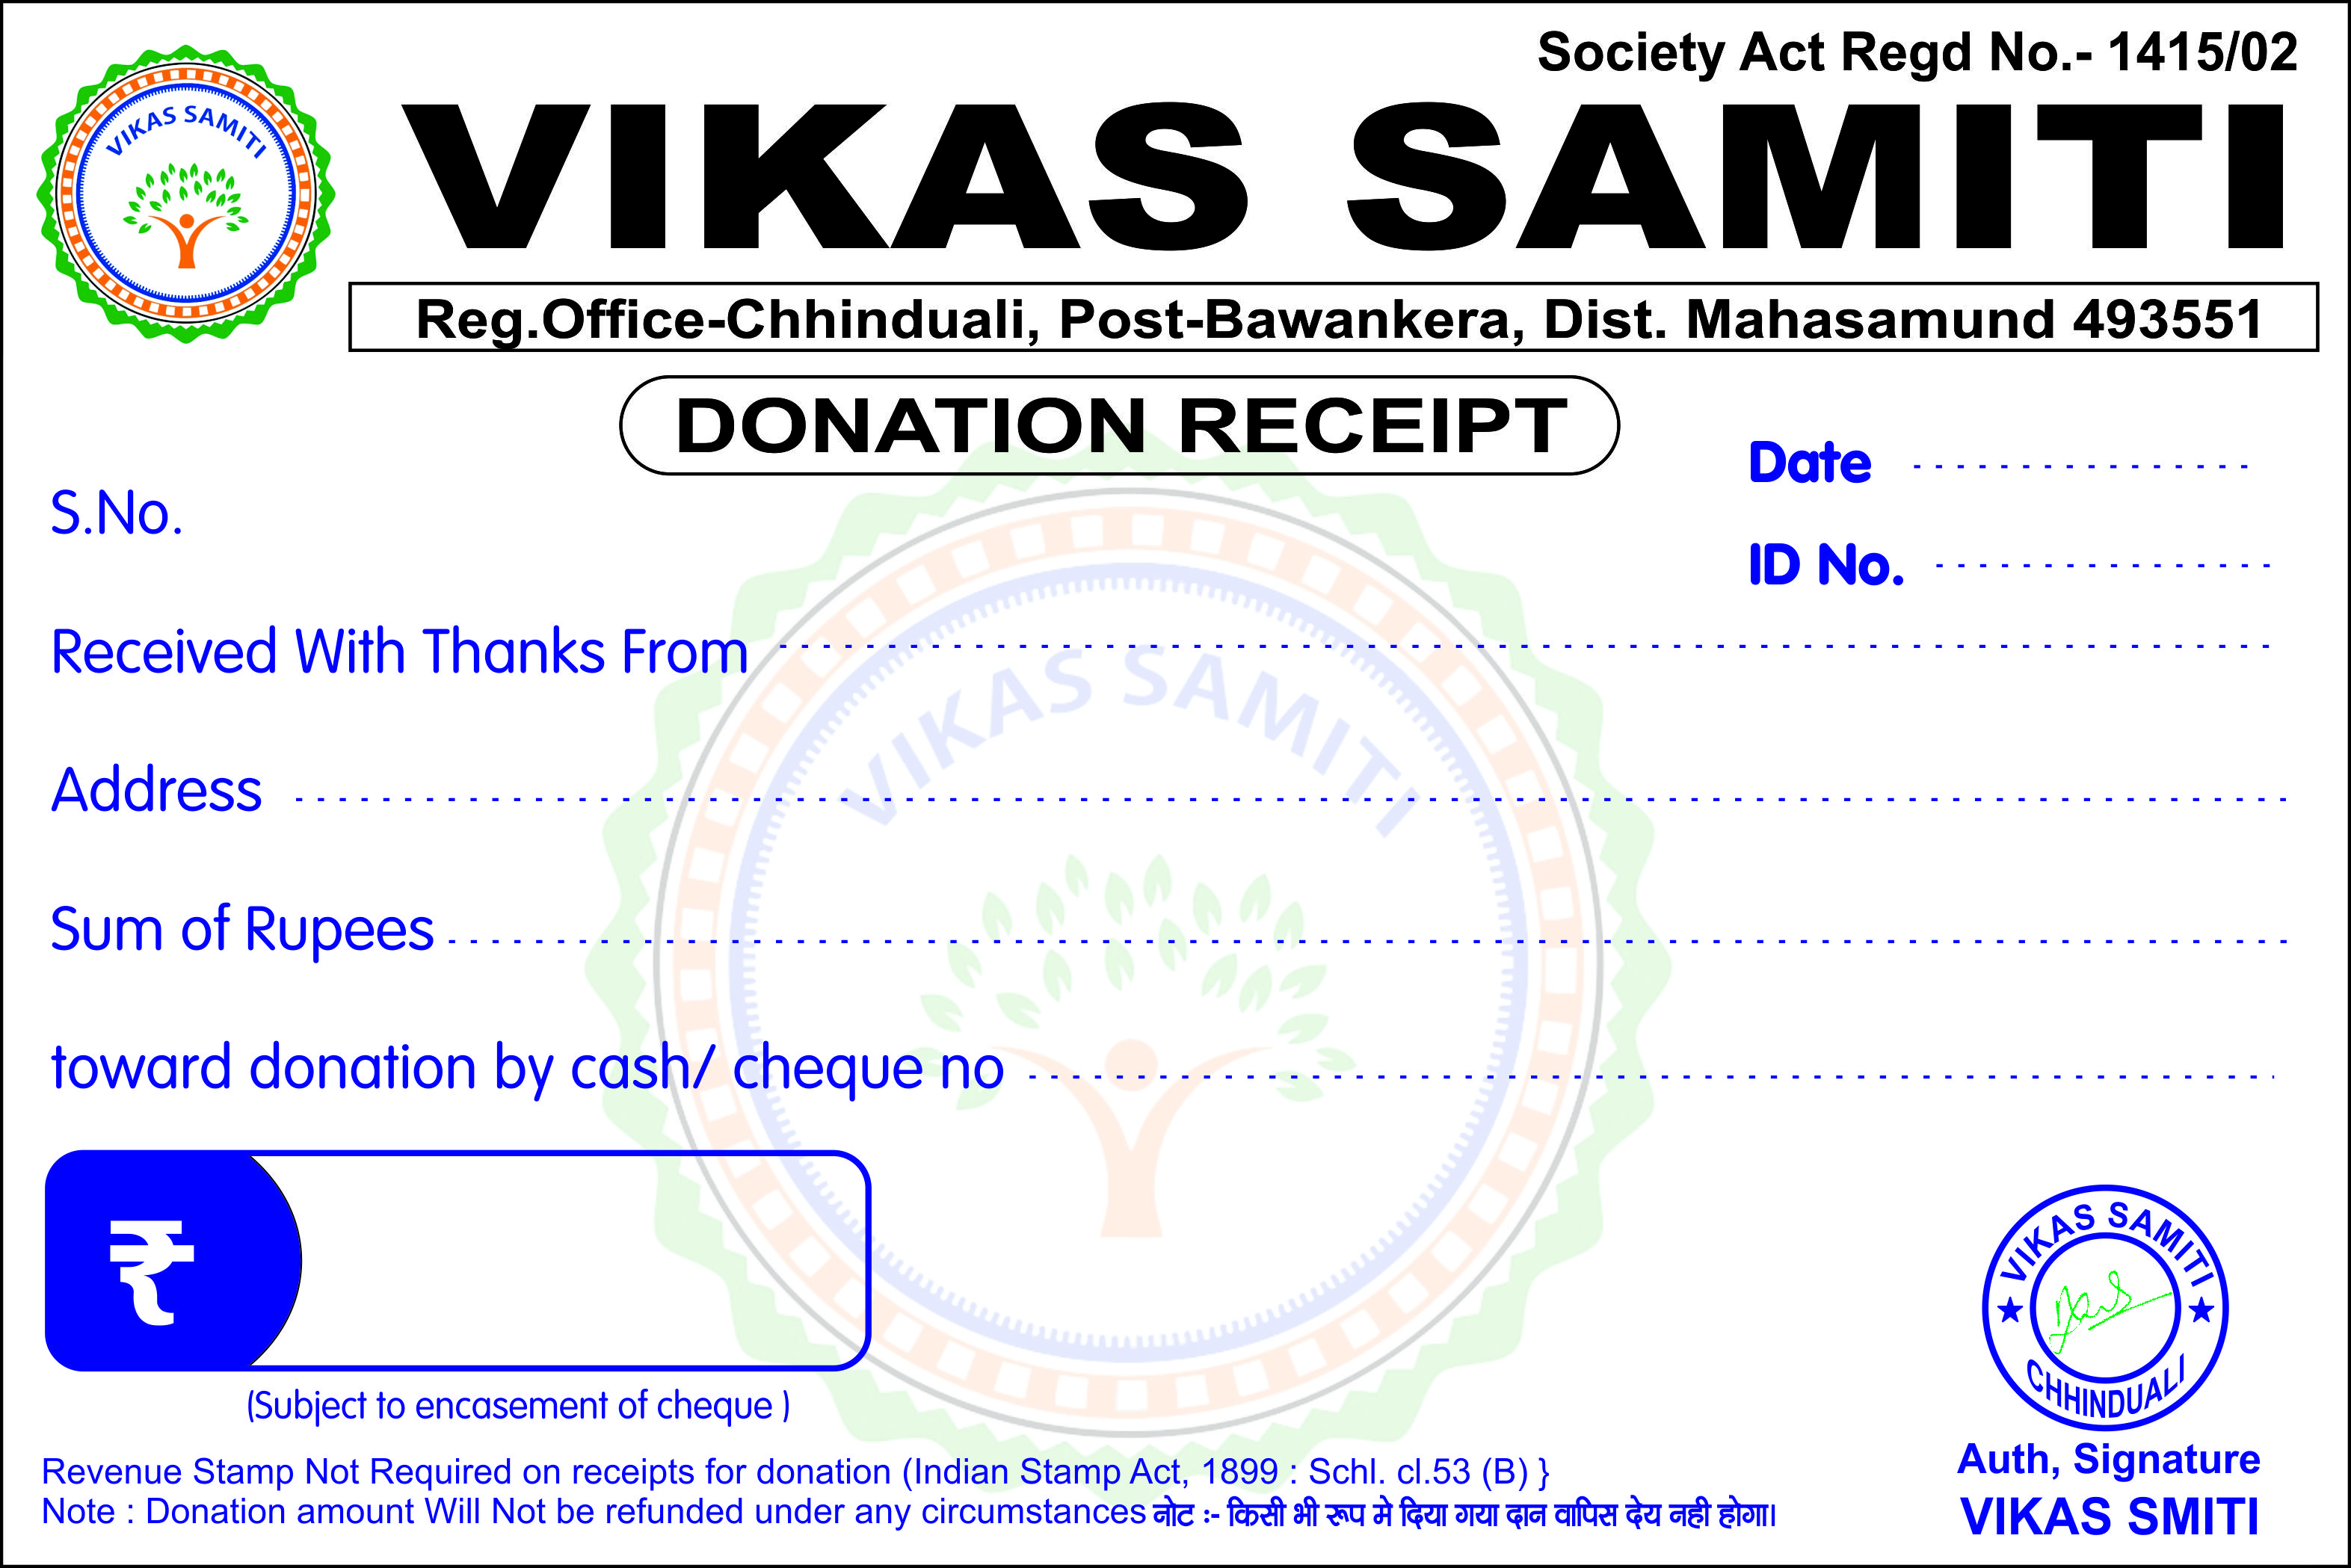 Society Act Regd No.- 1415/02
VIKAS SAMITI
VIKAS SAMITI
Reg.Office-Chhinduali, Post-Bawankera, Dist. Mahasamund 493551
DONATION RECEIPT
Date
S.No.
ID No.
Received With Thanks From
VIKAS SAMITI
Address
Sum of Rupees
toward donation by cash/ cheque no
₹
(Subject to encasement of cheque )
VIKAS SAMITI
CHHINDUALI
Revenue Stamp Not Required on receipts for donation (Indian Stamp Act, 1899 : Schl. cl.53 (B) }
Auth, Signature
Note : Donation amount Will Not be refunded under any circumstances नोट :- किसी भी रूप मे दिया गया दान वापिस देय नही होगा।
VIKAS SMITI